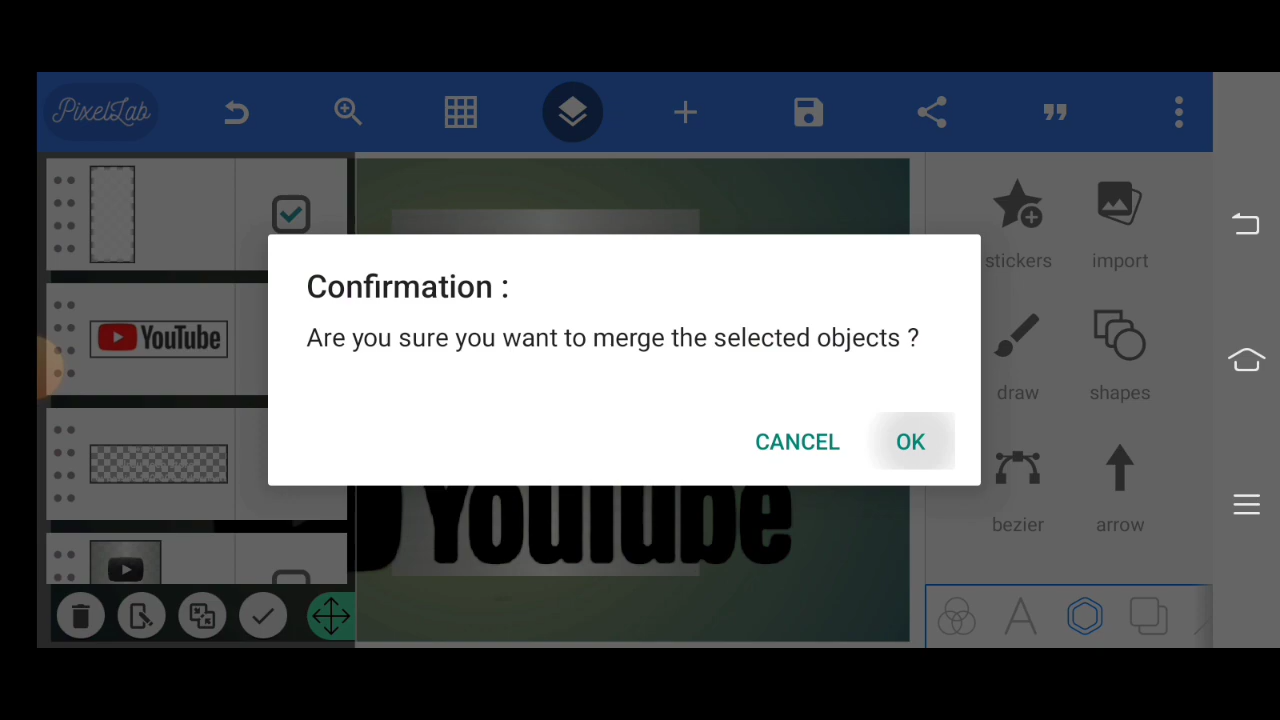 PixelLab
stickers
import
YouTube
Confirmation :
Are you sure you want to merge the selected objects ?
CANCEL
OK
draw
shapes
YouTube
bezier
arrow